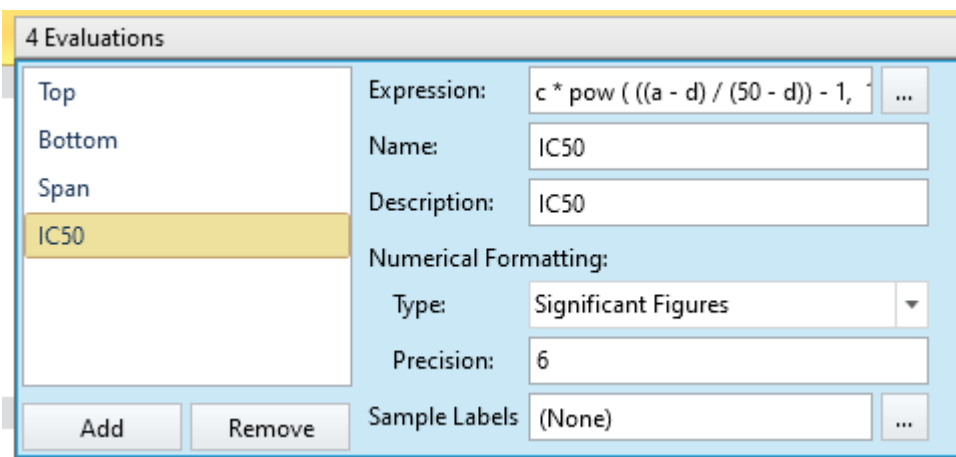 4 Evaluations
Top
Bottom
Span
IC50
Add Remove
Expression: c * pow ( ((a - d) / (50 - d)) - 1, ...
Name: IC50
Description: IC50
Numerical Formatting:
Type: Significant Figures
Precision: 6
Sample Labels (None) ...